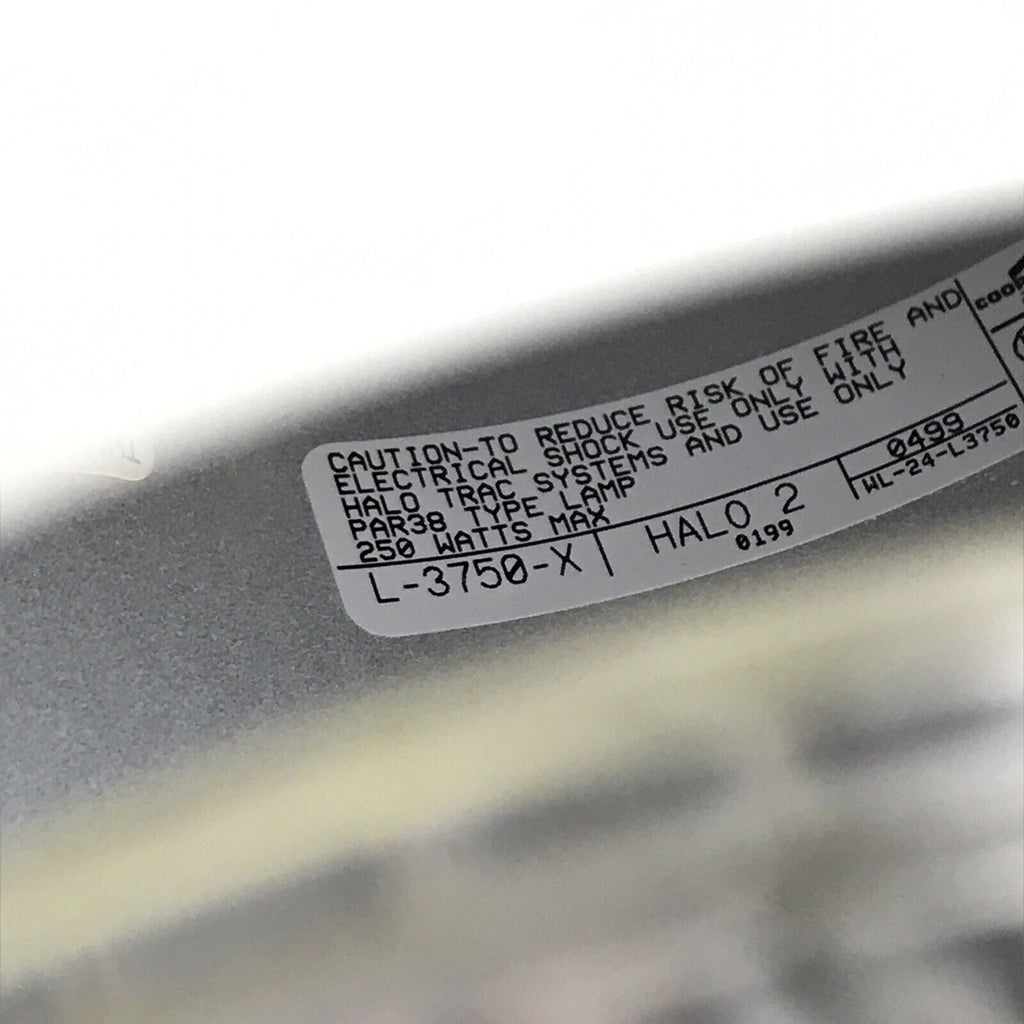 CAUTION-TO REDUCE RISK OF FIRE AND
ELECTRICAL SHOCK USE ONLY WITH
HALO TRAC SYSTEMS AND USE ONLY
PAR38 TYPE LAMP
250 WATTS MAX
L-3750-X
HALO 2
0199
0499
WL-24-L3750